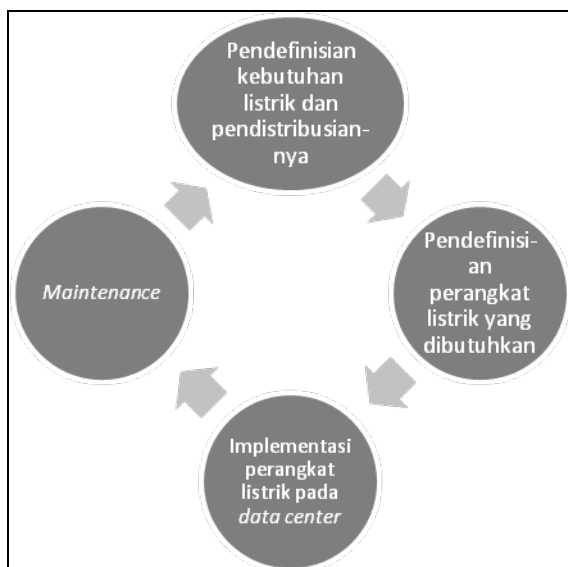 Pendefinisian
kebutuhan
listrik dan
pendistribusian-
nya
Pendefinisi-
an
perangkat
listrik yang
dibutuhkan
Implementasi
perangkat
listrik pada
data center
Maintenance